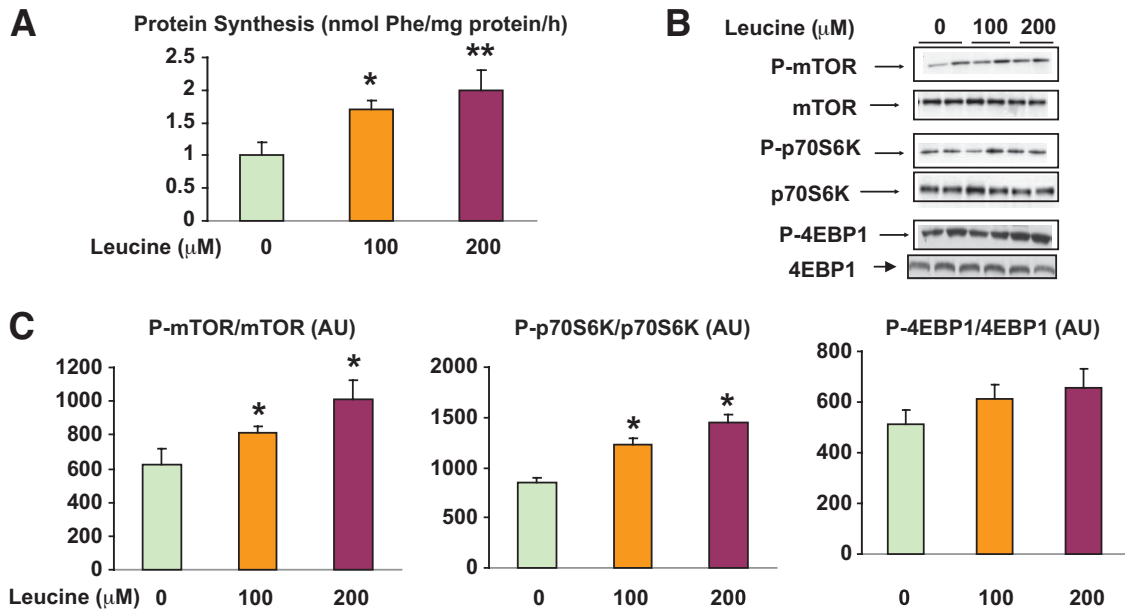 A
Protein Synthesis (nmol Phe/mg protein/h)
2.5
2
1.5
1
0.5
0
*
**
Leucine (μM)
0 100 200
B
Leucine (μM) 0 100 200
P-mTOR
mTOR
P-p70S6K
p70S6K
P-4EBP1
4EBP1
C
P-mTOR/mTOR (AU)
1200
1000
800
600
400
200
0
*
*
Leucine (μM) 0 100 200
P-p70S6K/p70S6K (AU)
2000
1500
1000
500
0
*
*
0 100 200
P-4EBP1/4EBP1 (AU)
800
600
400
200
0
0 100 200